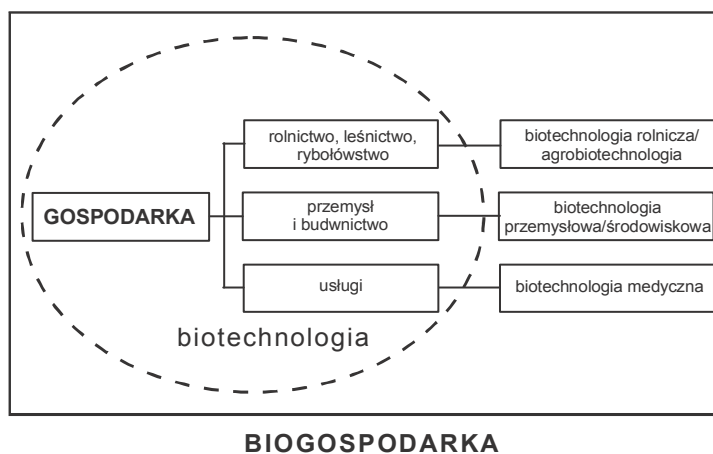 rolnictwo, leśnictwo,
rybołówstwo
biotechnologia rolnicza/
agrobiotechnologia
GOSPODARKA
przemysł
i budwnictwo
biotechnologia
przemysłowa/środowiskowa
usługi
biotechnologia medyczna
biotechnologia
BIOGOSPODARKA